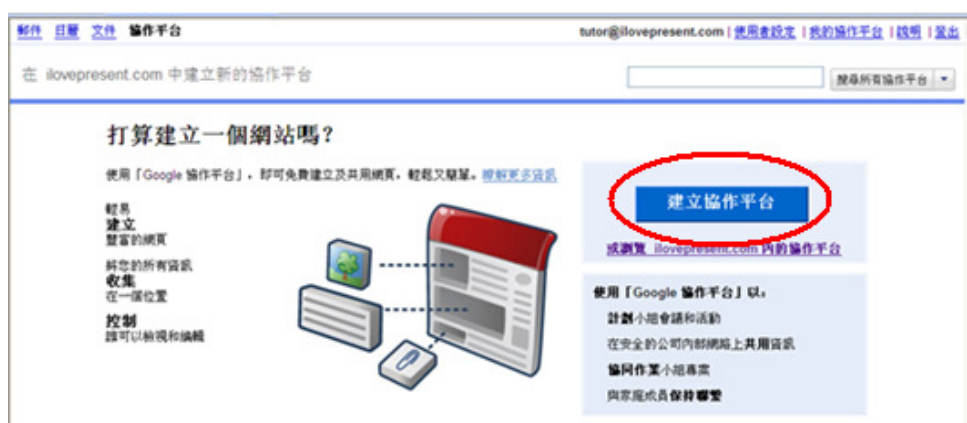 郵件 日曆 文件 協作平台 tutor@ilovepresent.com | 使用者設定 | 我的協作平台 | 說明 | 登出
在 ilovepresent.com 中建立新的協作平台 搜尋所有協作平台
打算建立一個網站嗎？
使用「Google 協作平台」，即可免費建立及共用網頁，輕鬆又簡單。瞭解更多資訊
輕易
建立
豐富的網頁
將您的所有資訊
收集
在一個位置
控制
誰可以檢視和編輯
建立協作平台
或瀏覽 ilovepresent.com 內的協作平台
使用「Google 協作平台」以：
計劃小組會議和活動
在安全的公司內部網路上共用資訊
協同作業小組專案
與家庭成員保持聯繫